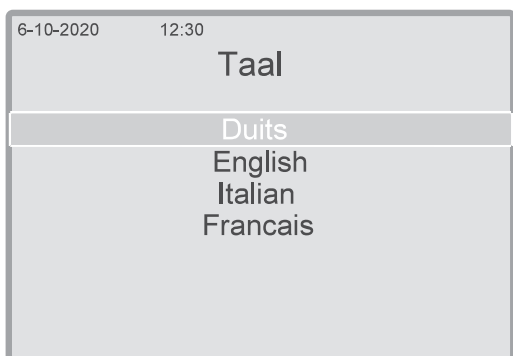 6-10-2020 12:30
Taal
Duits
English
Italian
Francais